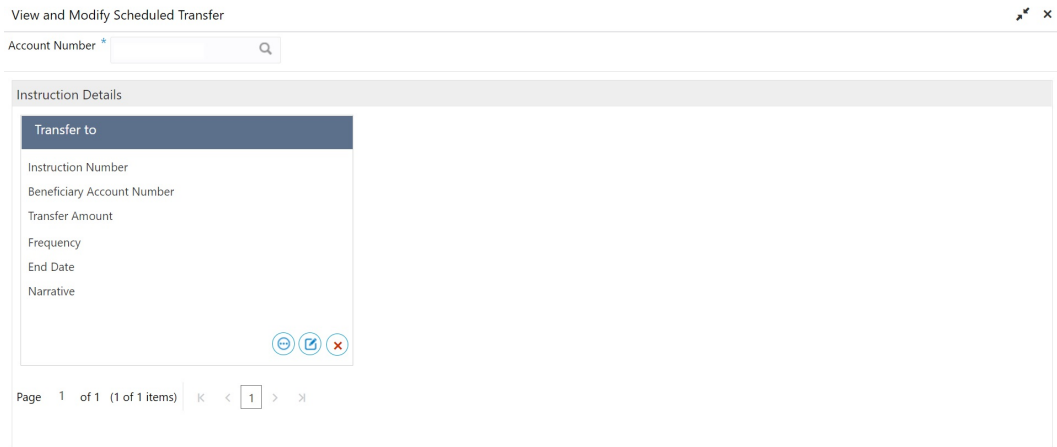 View and Modify Scheduled Transfer
Account Number *
Instruction Details
Transfer to
Instruction Number
Beneficiary Account Number
Transfer Amount
Frequency
End Date
Narrative
Page 1 of 1 (1 of 1 items) 1